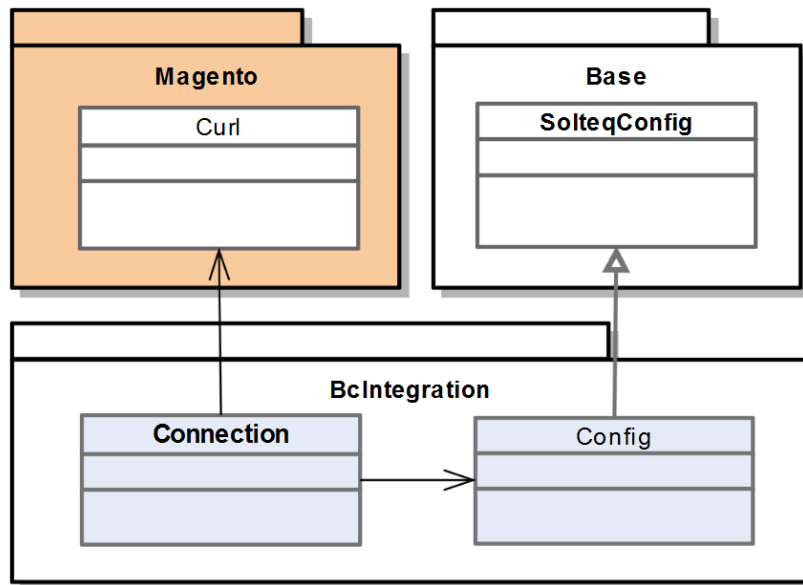 Magento
Base
Curl
SolteqConfig
BcIntegration
Connection
Config